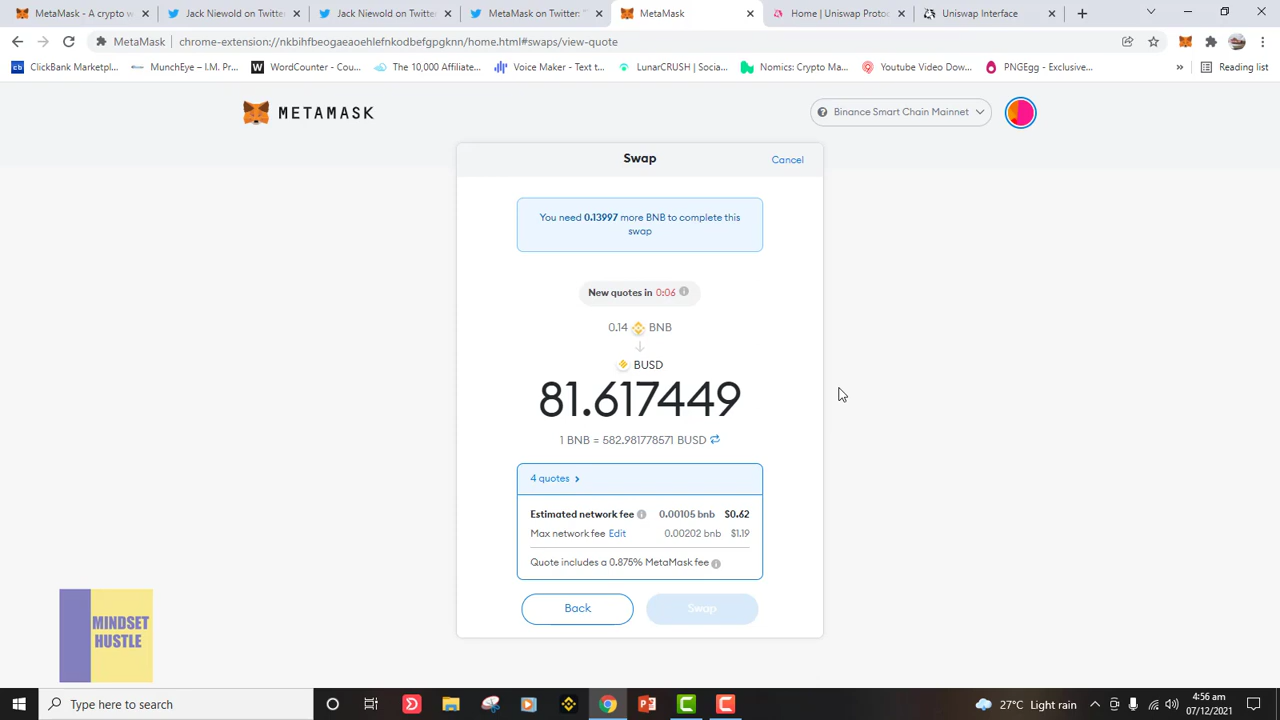 MetaMask - A crypto w
Jack Niewold on Twitte
Jack Niewold on Twitte
MetaMask on Twitter:
MetaMask
Home | Uniswap Protoc
Uniswap Interface
MetaMask
chrome-extension://nkbihfbeogaeaoehlefnkodbefgpgknn/home.html#swaps/view-quote
ClickBank Marketpl...
MunchEye – I.M. Pr...
WordCounter - Cou...
The 10,000 Affiliate...
Voice Maker - Text t...
LunarCRUSH | Socia...
Nomics: Crypto Ma...
Youtube Video Dow...
PNGEgg - Exclusive...
Reading list
METAMASK
Binance Smart Chain Mainnet
Swap
Cancel
You need 0.13997 more BNB to complete this
swap
New quotes in 0:06
0.14 BNB
BUSD
81.617449
1 BNB = 582.981778571 BUSD
4 quotes
Estimated network fee 0.00105 bnb $0.62
Max network fee Edit 0.00202 bnb $1.19
Quote includes a 0.875% MetaMask fee
Back
Swap
MINDSET
HUSTLE
Type here to search
27°C Light rain
4:56 am
07/12/2021